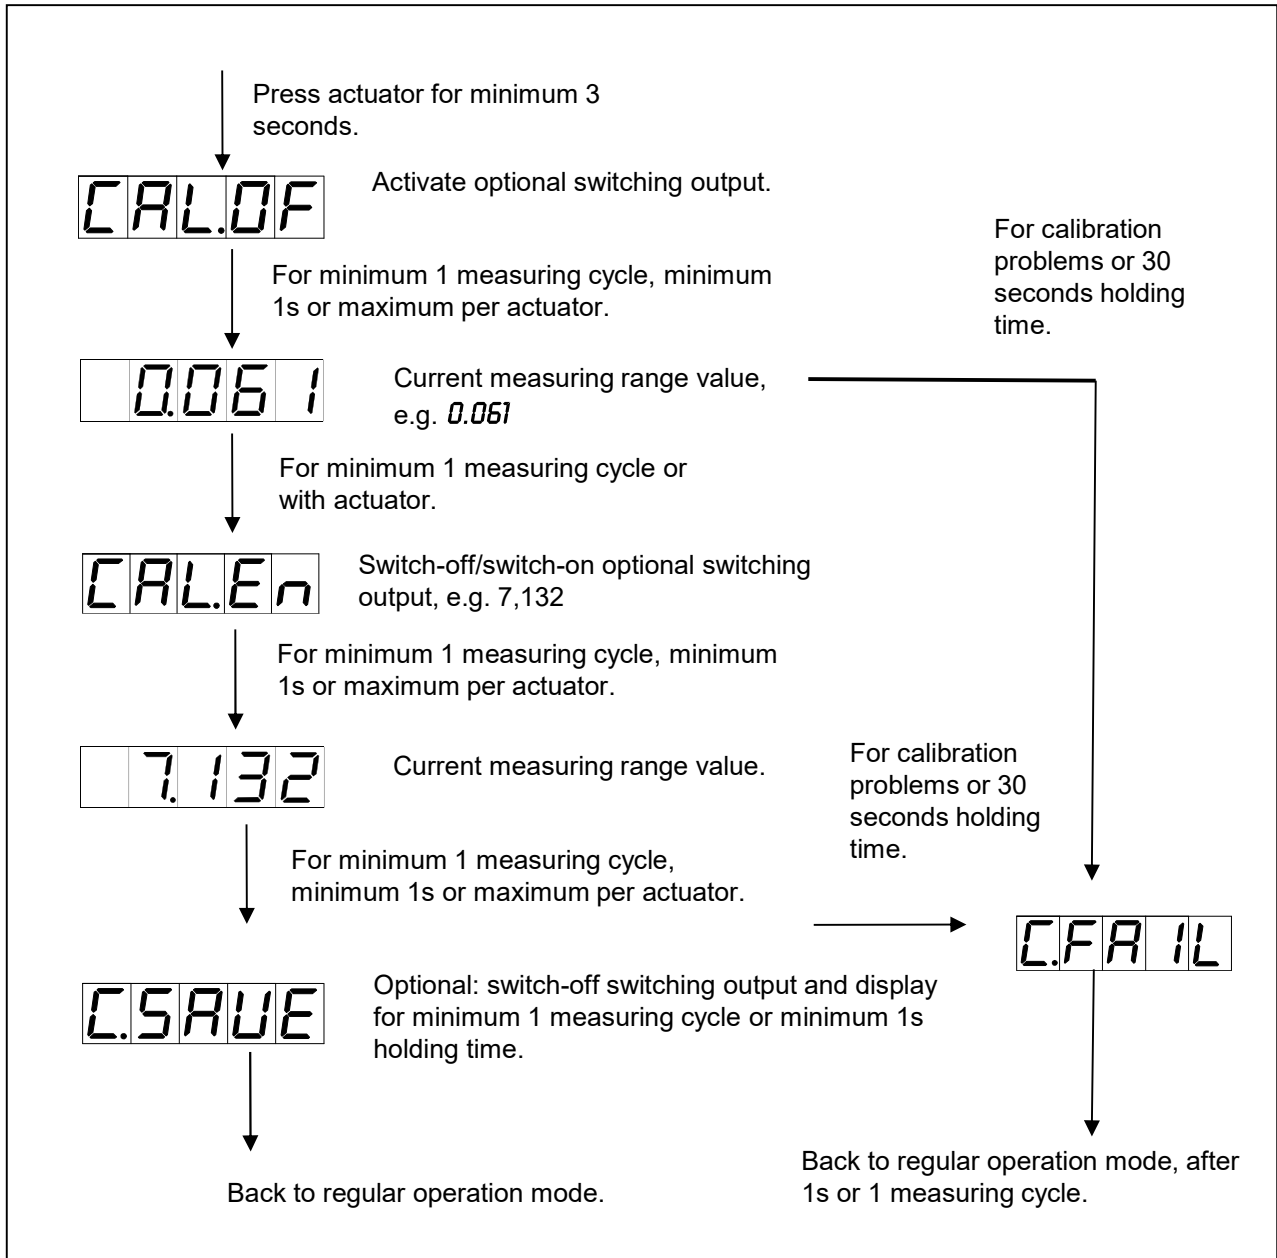 Press actuator for minimum 3
seconds.
CAL.OF
Activate optional switching output.
For calibration
problems or 30
seconds holding
time.
For minimum 1 measuring cycle, minimum
1s or maximum per actuator.
0.061
Current measuring range value,
e.g. 0.061
For minimum 1 measuring cycle or
with actuator.
CAL.En
Switch-off/switch-on optional switching
output, e.g. 7,132
For minimum 1 measuring cycle, minimum
1s or maximum per actuator.
7.132
Current measuring range value.
For calibration
problems or 30
seconds holding
time.
For minimum 1 measuring cycle,
minimum 1s or maximum per actuator.
C.FAIL
C.SAVE
Optional: switch-off switching output and display
for minimum 1 measuring cycle or minimum 1s
holding time.
Back to regular operation mode.
Back to regular operation mode, after
1s or 1 measuring cycle.